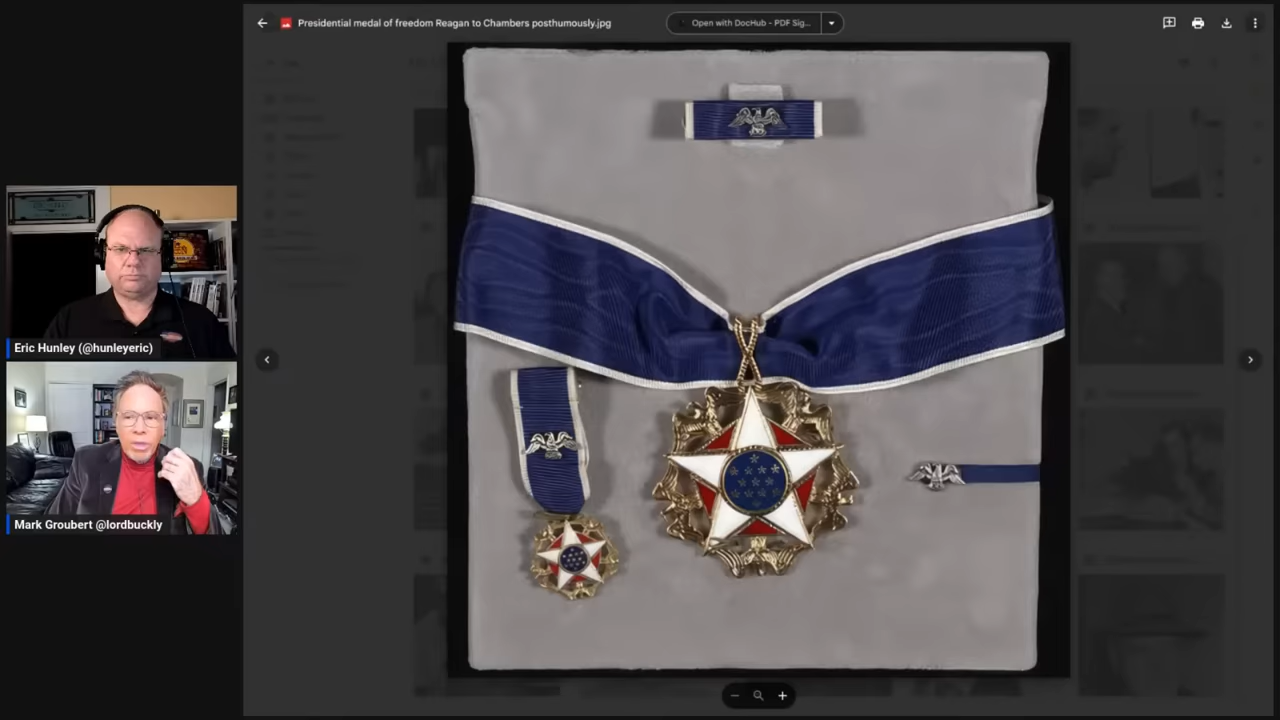 Presidential medal of freedom Reagan to Chambers posthumously.jpg
Open with DocHub - PDF Sig...
Eric Hunley (@hunleyeric)
Mark Groubert @lordbuckly